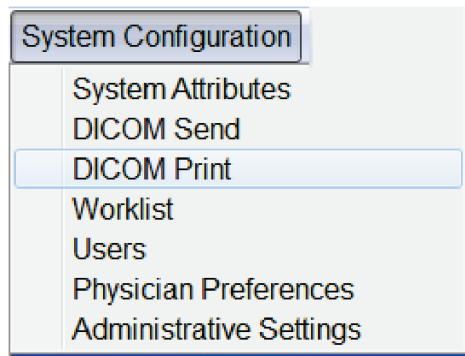 System Configuration
System Attributes
DICOM Send
DICOM Print
Worklist
Users
Physician Preferences
Administrative Settings